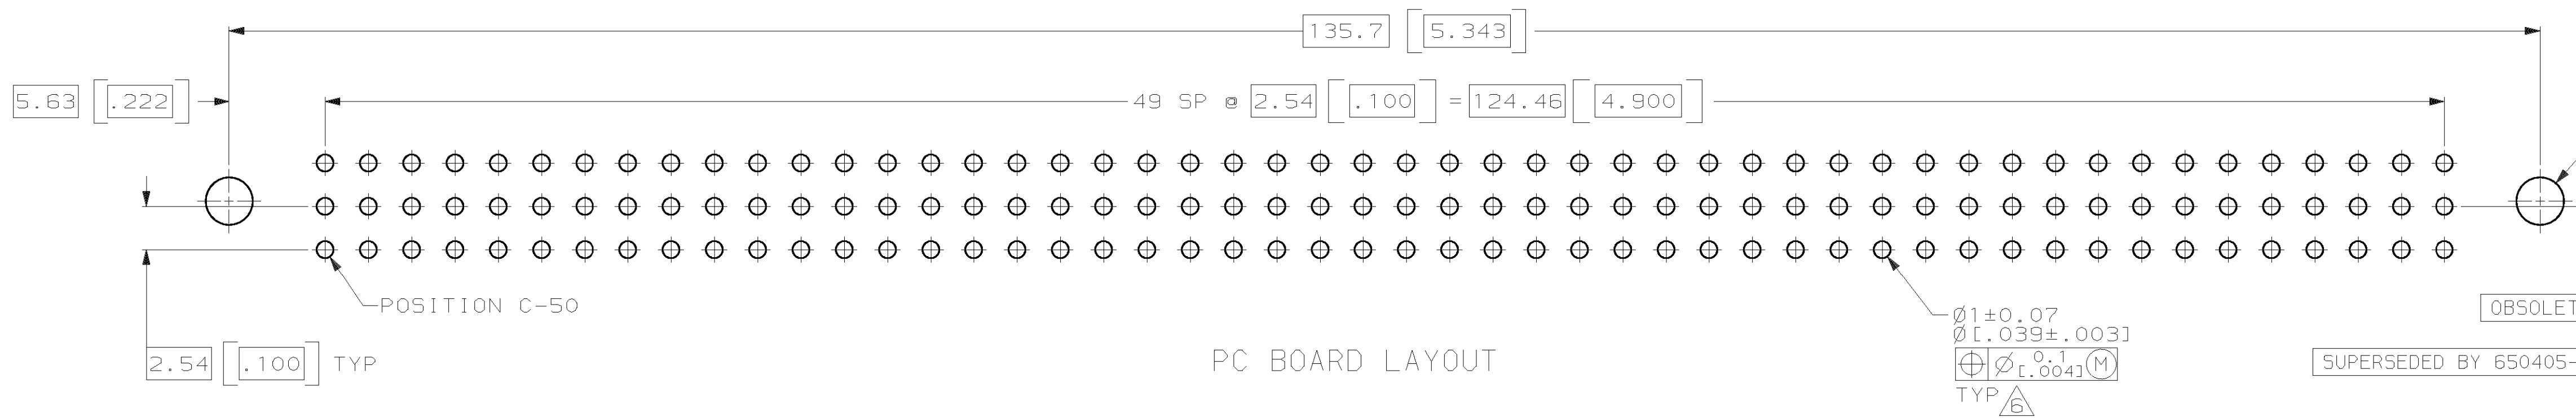 135.7 [5.343]
5.63 [.222]
49 SP @ 2.54 [.100] = 124.46 [4.900]
POSITION C-50
2.54 [.100] TYP
PC BOARD LAYOUT
Ø1±0.07
Ø[.039±.003]
⌖ Ø 0.1 [.004] Ⓜ
TYP 6
OBSOLET
SUPERSEDED BY 650405-